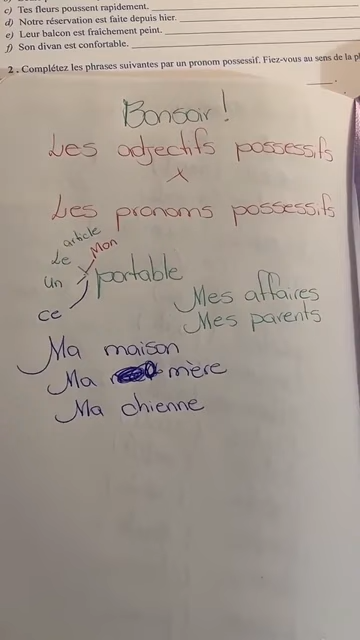 c) Tes fleurs poussent rapidement.
d) Notre réservation est faite depuis hier.
e) Leur balcon est fraîchement peint.
f) Son divan est confortable.
2. Complétez les phrases suivantes par un pronom possessif. Fiez-vous au sens de la
Bonsoir !
Les adjectifs possessifs
x
Les pronoms possessifs
article
Le Mon
un portable
ce
Mes affaires
Mes parents
Ma maison
Ma mère
Ma chienne